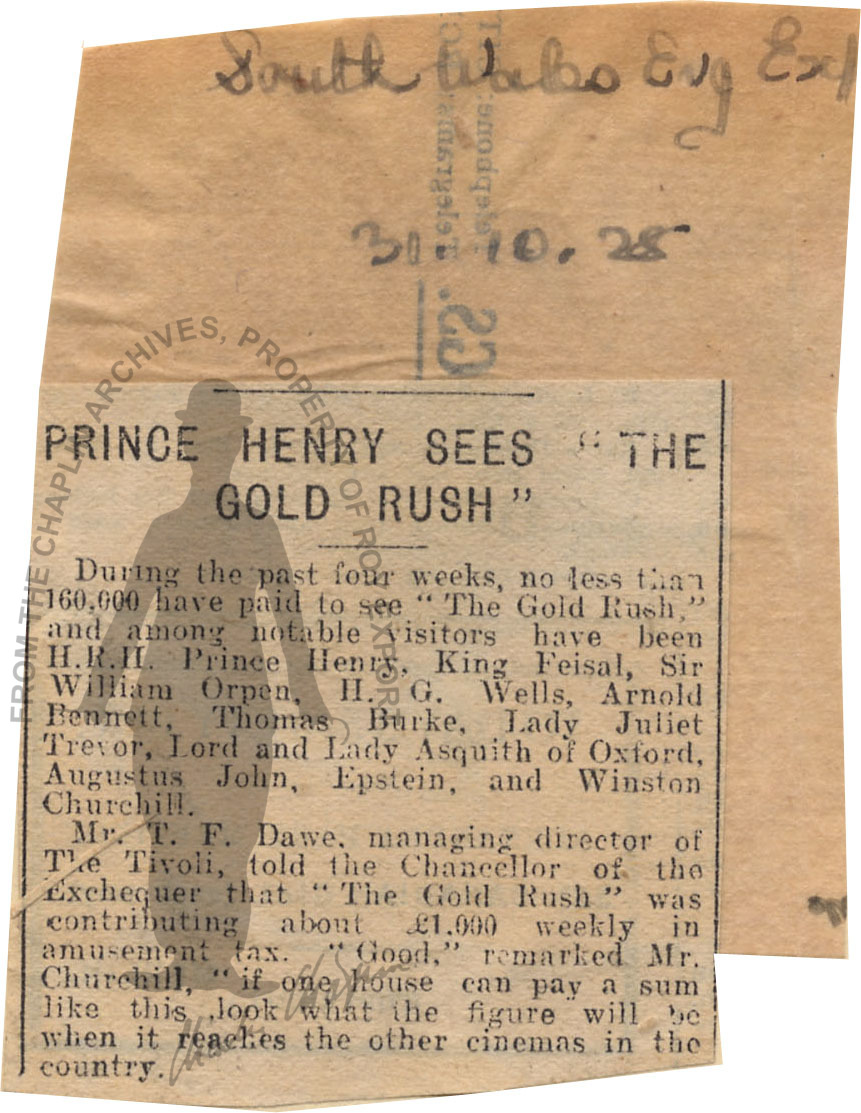 South Wales Evg Exp
31. 10. 25
PRINCE HENRY SEES "THE
GOLD RUSH"
During the past four weeks, no less than
160,000 have paid to see "The Gold Rush,"
and among notable visitors have been
H.R.H. Prince Henry, King Feisal, Sir
William Orpen, H. G. Wells, Arnold
Bennett, Thomas Burke, Lady Juliet
Trevor, Lord and Lady Asquith of Oxford,
Augustus John, Epstein, and Winston
Churchill.
Mr. T. F. Dawe, managing director of
The Tivoli, told the Chancellor of the
Exchequer that "The Gold Rush" was
contributing about £1,000 weekly in
amusement tax. "Good," remarked Mr.
Churchill, "if one house can pay a sum
like this look what the figure will be
when it reaches the other cinemas in the
country.
FROM THE CHAPLIN ARCHIVES, PROPERTY OF ROY EXPORT